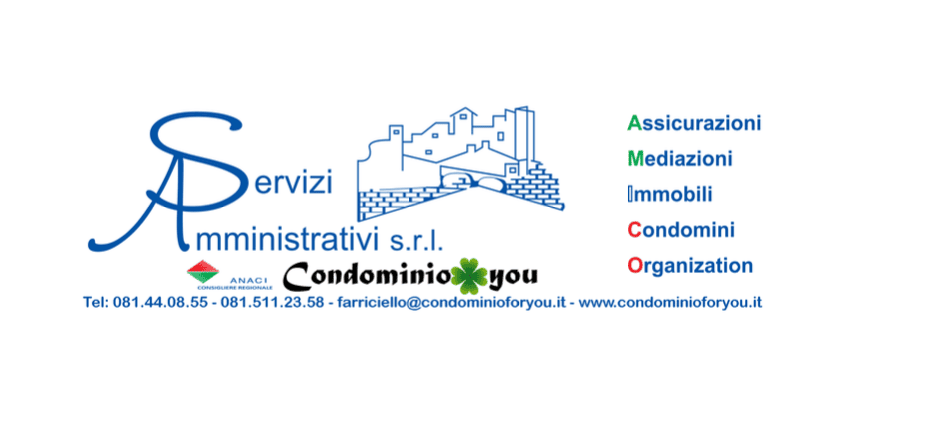 Servizi
Amministrativi s.r.l.
ANACI
CONSIGLIERE REGIONALE
Condominio you
Tel: 081.44.08.55 - 081.511.23.58 - farriciello@condominioforyou.it - www.condominioforyou.it
Assicurazioni
Mediazioni
Immobili
Condomini
Organization